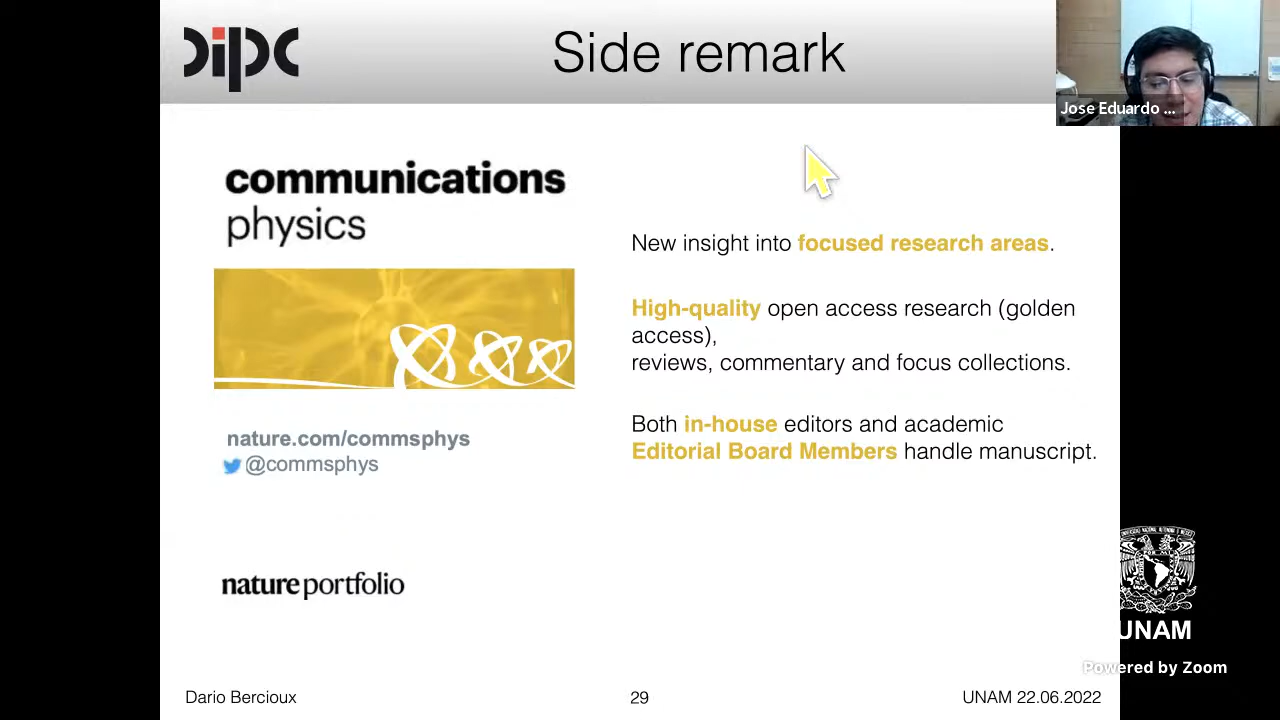 dipc
Side remark
Jose Eduardo ...
communications
physics
New insight into focused research areas.
High-quality open access research (golden
access),
reviews, commentary and focus collections.
Both in-house editors and academic
Editorial Board Members handle manuscript.
nature.com/commsphys
@commsphys
nature portfolio
UNAM
Powered by Zoom
Dario Bercioux
29
UNAM 22.06.2022